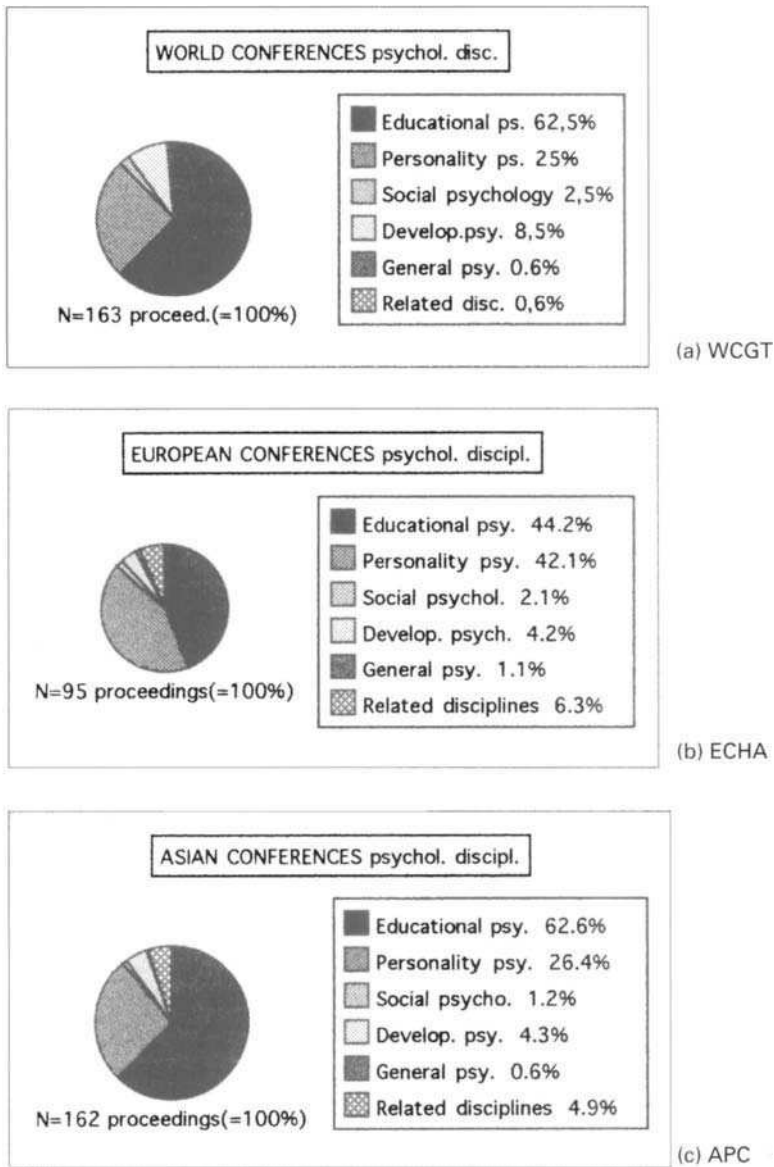 WORLD CONFERENCES psychol. disc.
Educational ps. 62,5%
Personality ps. 25%
Social psychology 2,5%
Develop.psy. 8,5%
General psy. 0.6%
Related disc. 0,6%
N=163 proceed.(=100%)
(a) WCGT
EUROPEAN CONFERENCES psychol. discipl.
Educational psy. 44.2%
Personality psy. 42.1%
Social psychol. 2.1%
Develop. psych. 4.2%
General psy. 1.1%
Related disciplines 6.3%
N=95 proceedings(=100%)
(b) ECHA
ASIAN CONFERENCES psychol. discipl.
Educational psy. 62.6%
Personality psy. 26.4%
Social psycho. 1.2%
Develop. psy. 4.3%
General psy. 0.6%
Related disciplines 4.9%
N=162 proceedings(=100%)
(c) APC